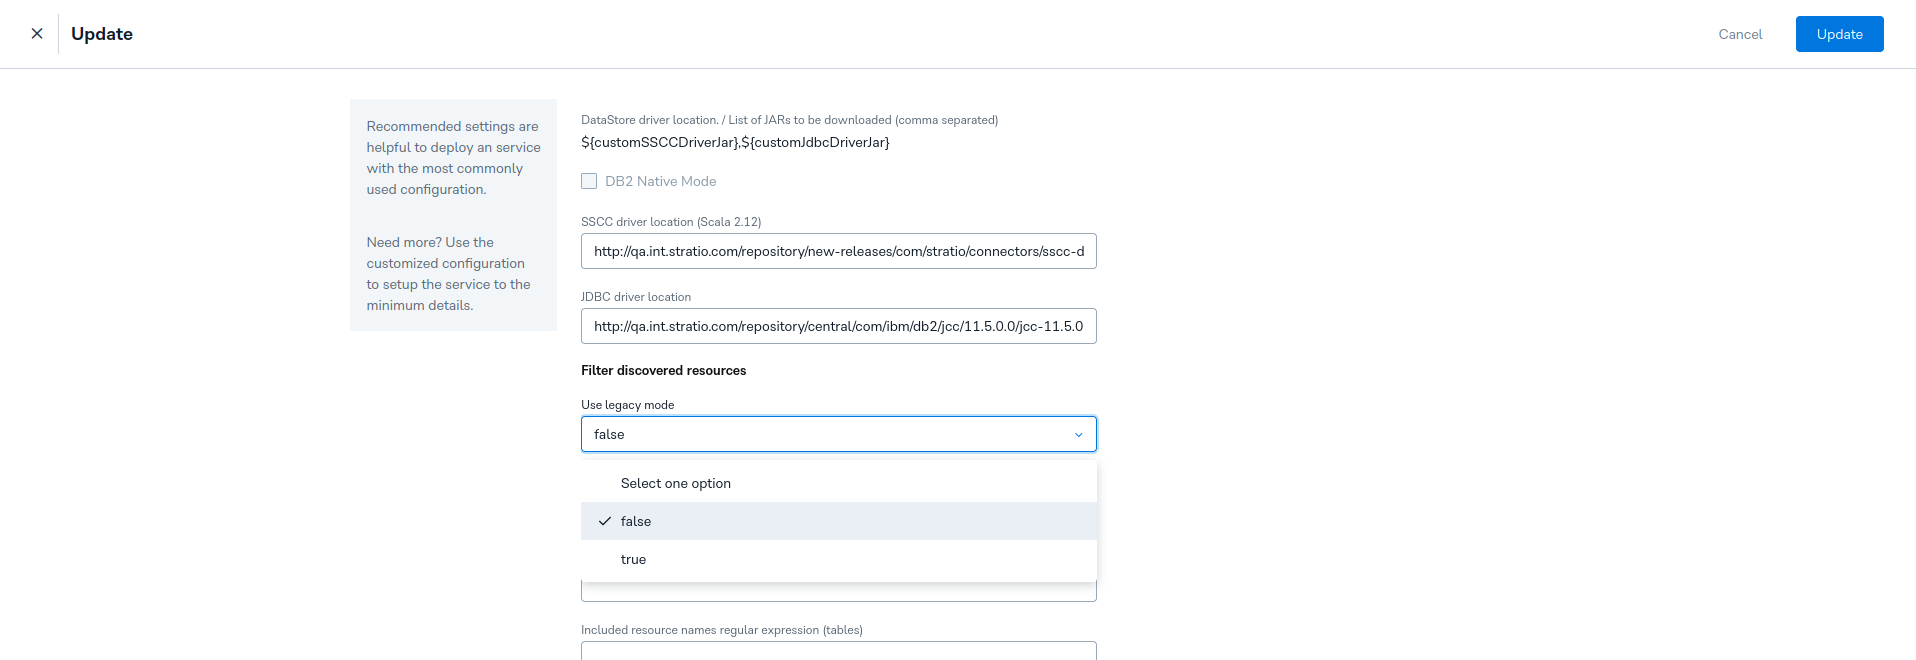 Update
Cancel
Update
Recommended settings are
helpful to deploy an service
with the most commonly
used configuration.
Need more? Use the
customized configuration
to setup the service to the
minimum details.
DataStore driver location. / List of JARs to be downloaded (comma separated)
${customSSCCDriverJar},${customJdbcDriverJar}
DB2 Native Mode
SSCC driver location (Scala 2.12)
http://qa.int.stratio.com/repository/new-releases/com/stratio/connectors/sscc-d
JDBC driver location
http://qa.int.stratio.com/repository/central/com/ibm/db2/jcc/11.5.0.0/jcc-11.5.0
Filter discovered resources
Use legacy mode
false
Select one option
false
true
Included resource names regular expression (tables)